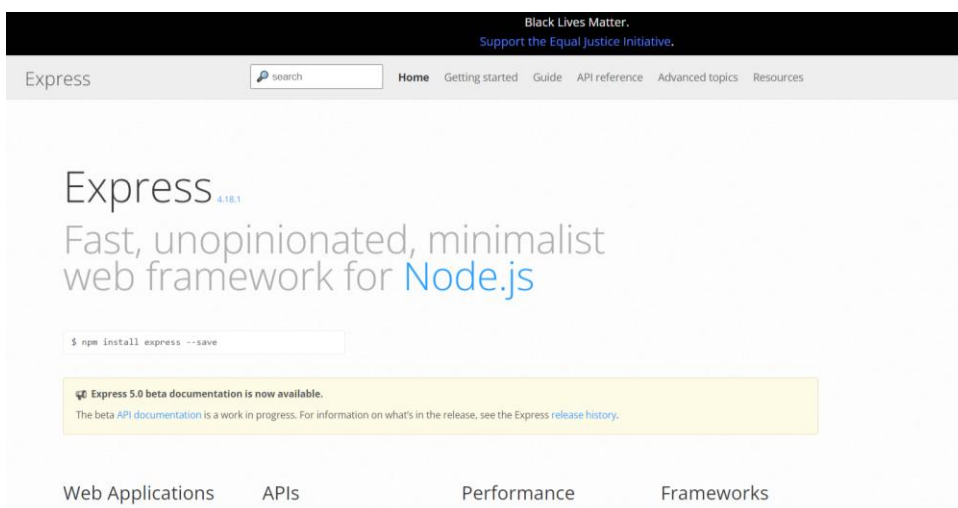 Black Lives Matter.
Support the Equal Justice Initiative.
Express
search
Home Getting started Guide API reference Advanced topics Resources
Express 4.18.1
Fast, unopinionated, minimalist
web framework for Node.js
$ npm install express --save
Express 5.0 beta documentation is now available.
The beta API documentation is a work in progress. For information on what's in the release, see the Express release history.
Web Applications APIs Performance Frameworks